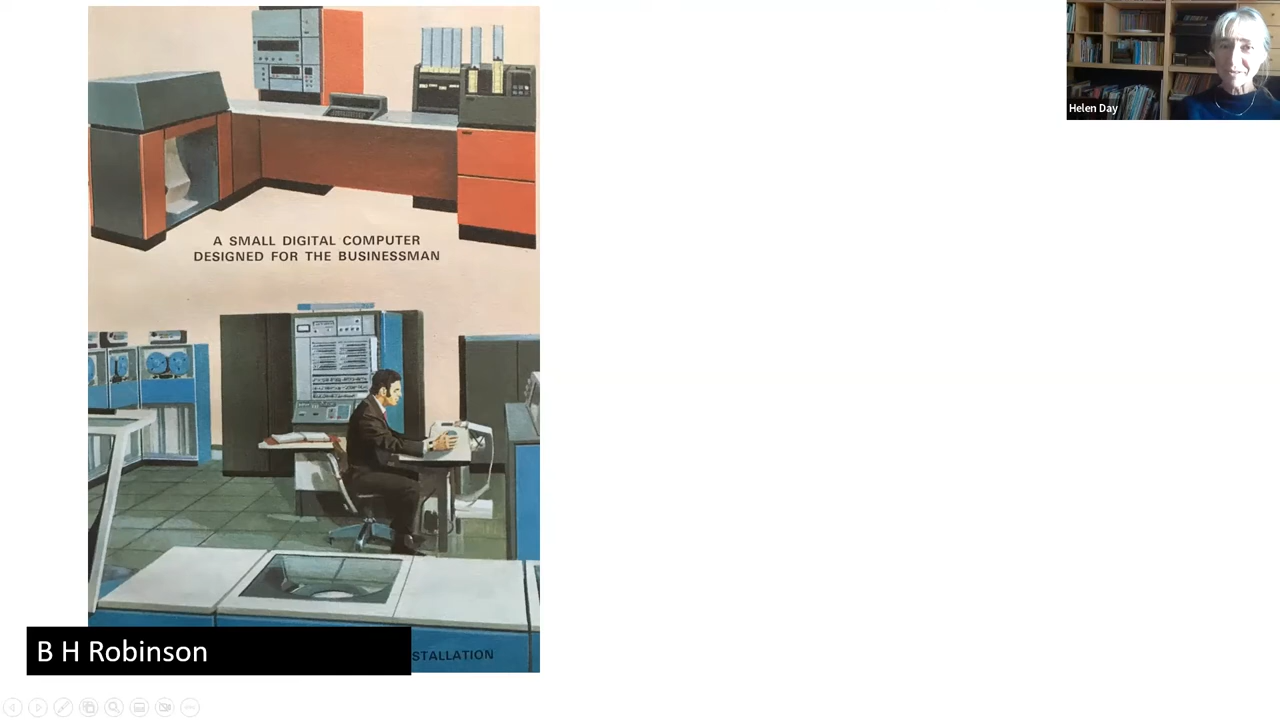 A SMALL DIGITAL COMPUTER
DESIGNED FOR THE BUSINESSMAN
STALLATION
B H Robinson
Helen Day